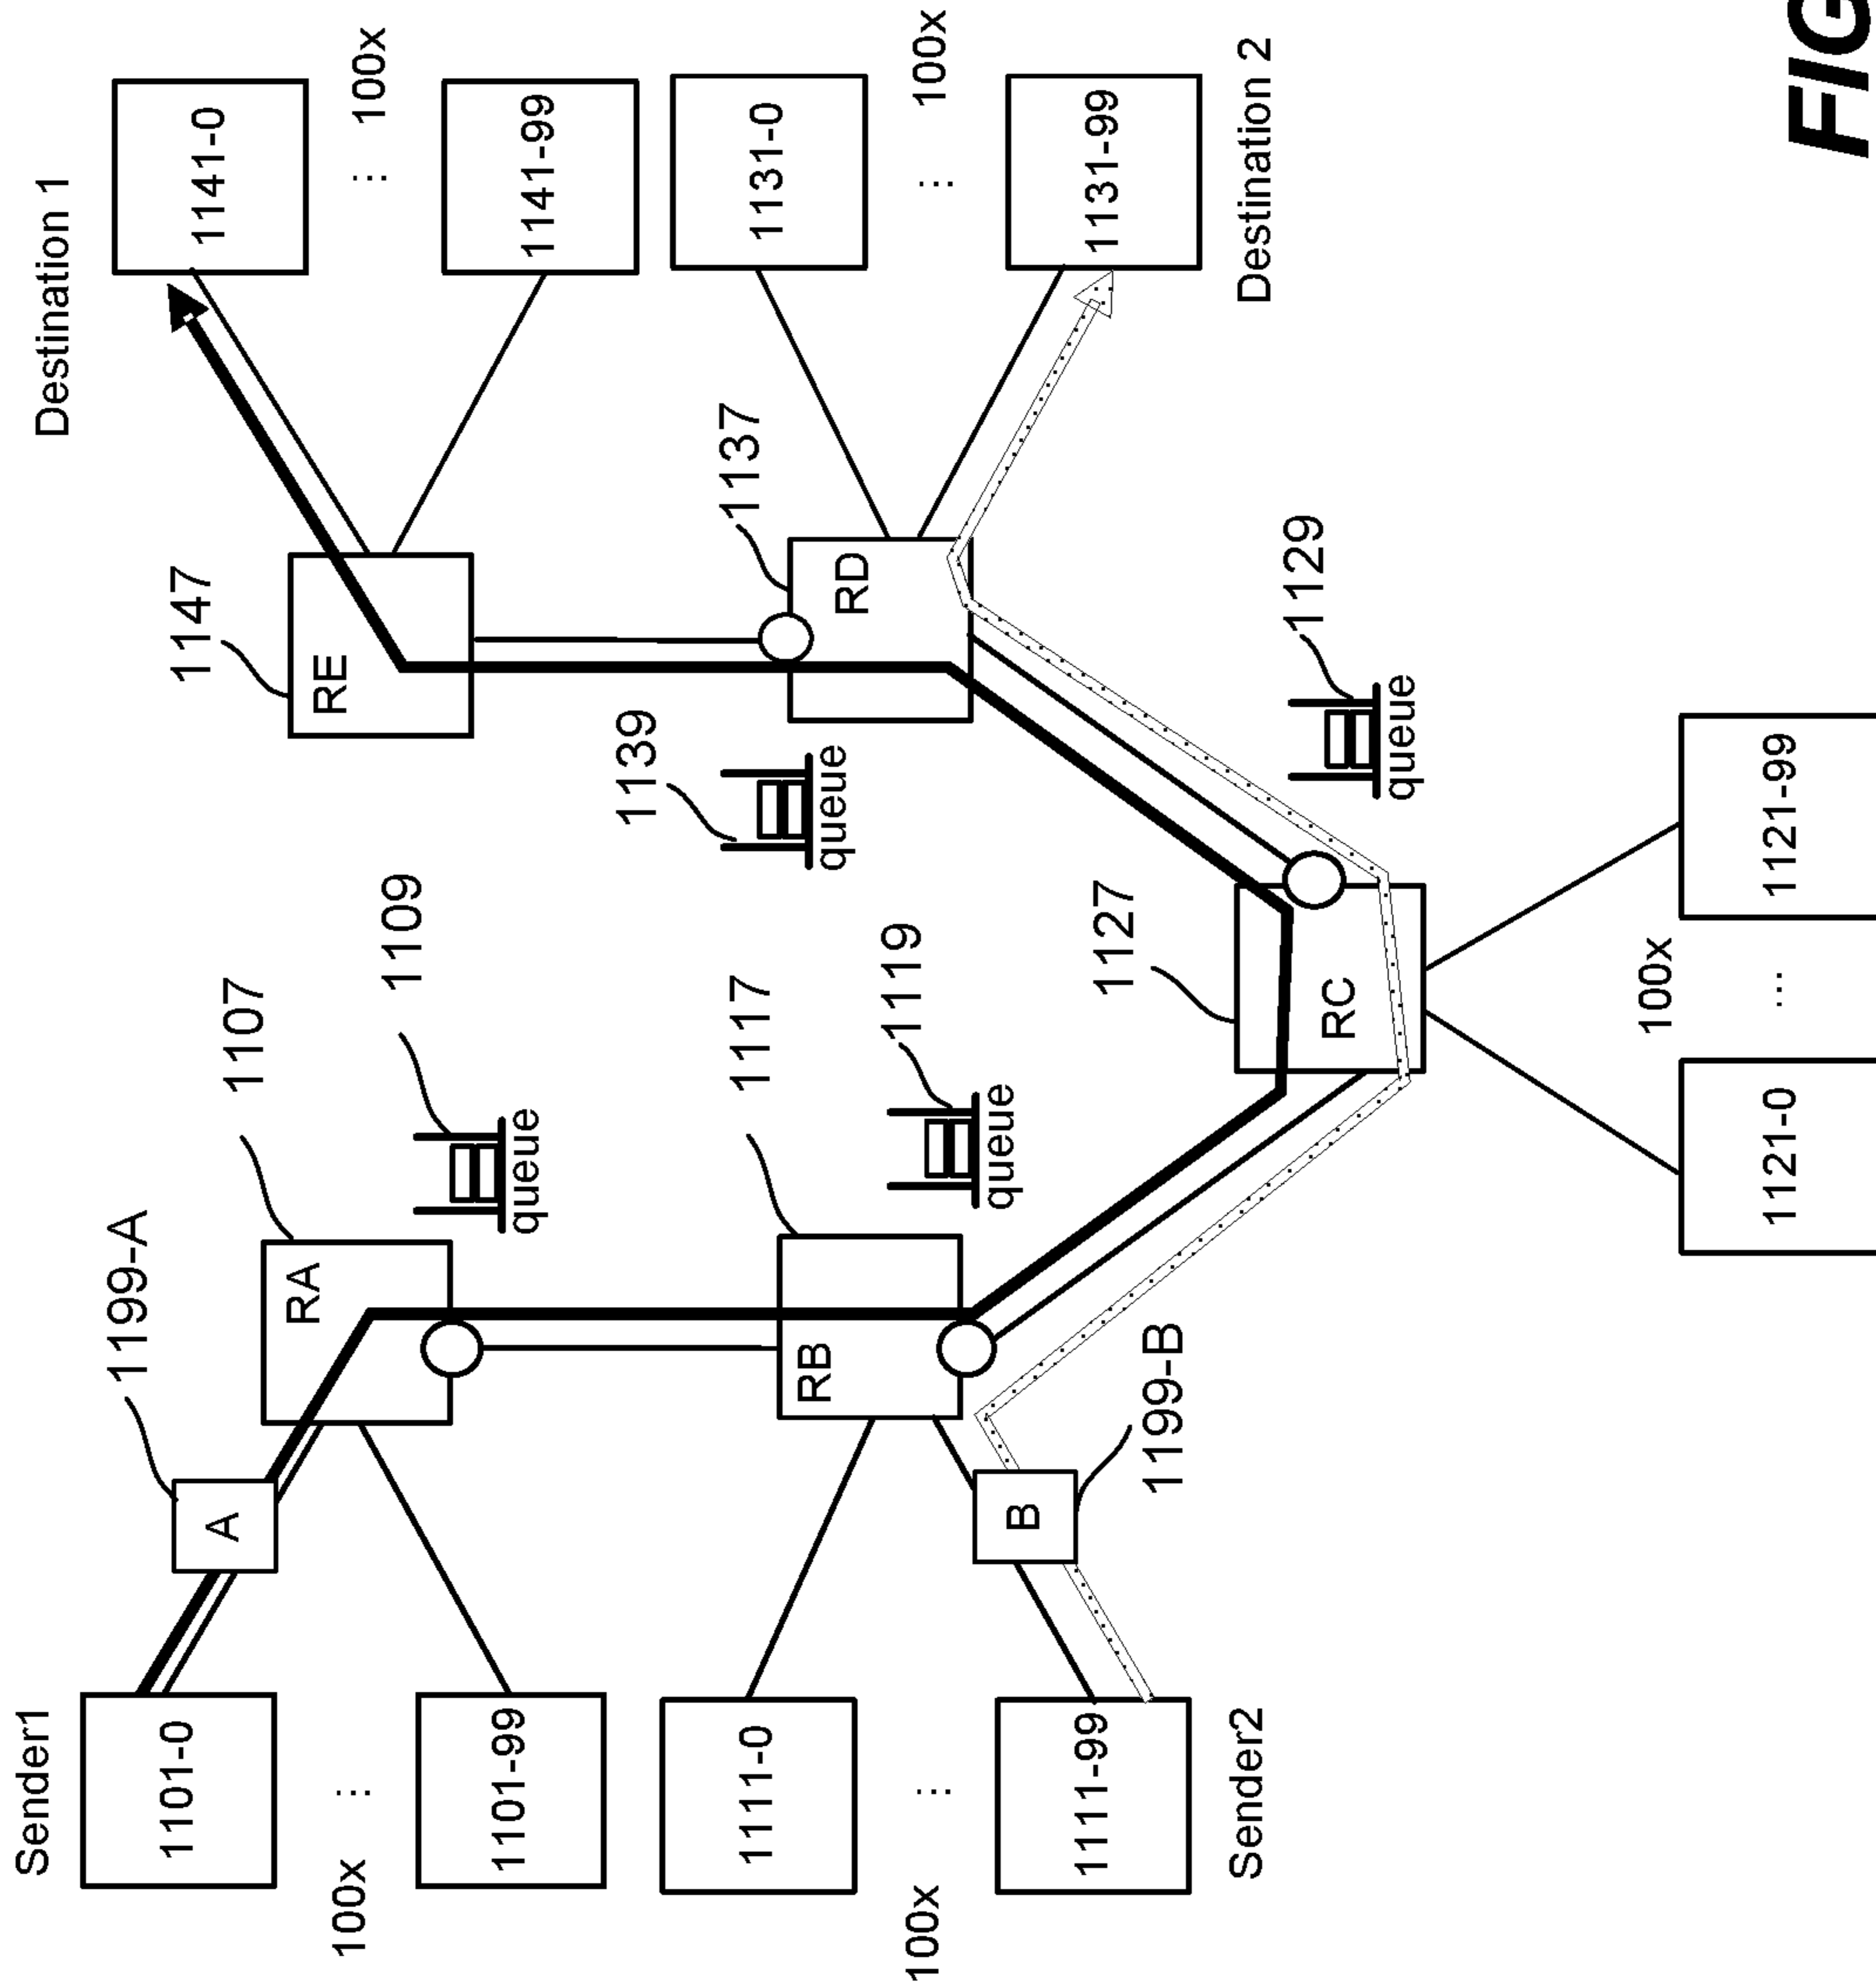 Sender1
Destination 1
1199-A
1101-0
1147
1141-0
A
1107
RA
RE
100x ...
... 100x
1109
1101-99
queue
1141-99
1139
1137
1117
1111-0
1131-0
RB
queue
RD
1119
100x ...
... 100x
queue
B
1111-99
1131-99
1127
1199-B
Sender2
Destination 2
1129
RC
queue
100x
1121-0 ... 1121-99